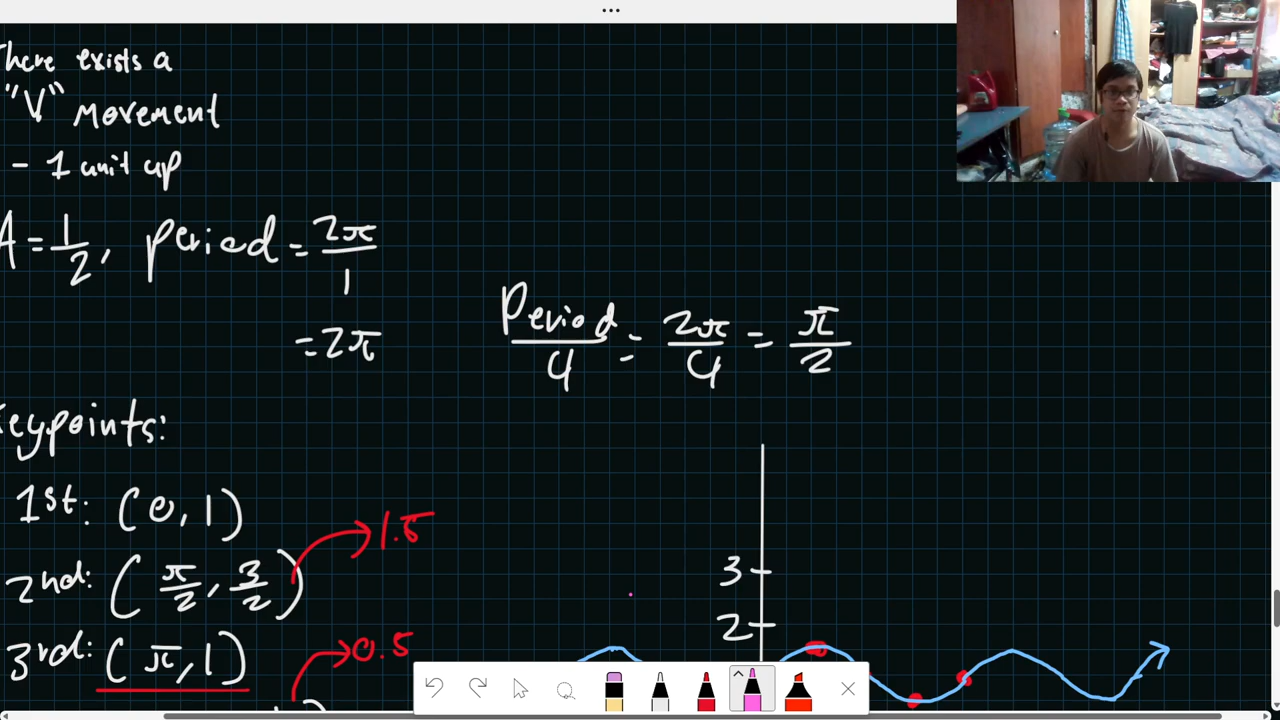 There exists a
"V" Movement
- 1 unit up
A = 1/2, period = 2π/1
= 2π
Period/4 = 2π/4 = π/2
Keypoints:
1st: (0, 1)
2nd: (π/2, 3/2)
1.5
3rd: (π, 1)
0.5
3
2